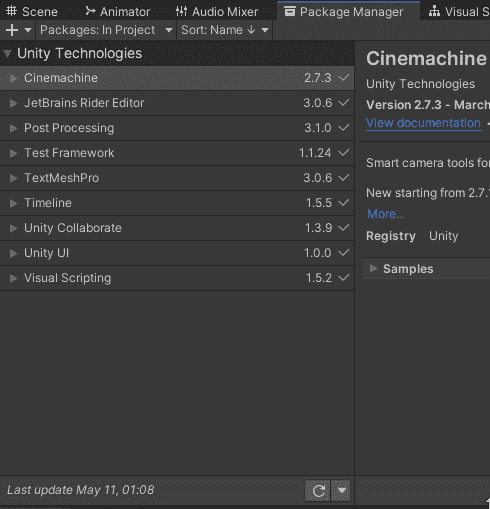 Scene Animator Audio Mixer Package Manager Visual S
Packages: In Project Sort: Name ↓
Unity Technologies
Cinemachine 2.7.3
JetBrains Rider Editor 3.0.6
Post Processing 3.1.0
Test Framework 1.1.24
TextMeshPro 3.0.6
Timeline 1.5.5
Unity Collaborate 1.3.9
Unity UI 1.0.0
Visual Scripting 1.5.2
Last update May 11, 01:08
Cinemachine
Unity Technologies
Version 2.7.3 - March
View documentation
Smart camera tools fo
New starting from 2.7.1
More...
Registry Unity
Samples